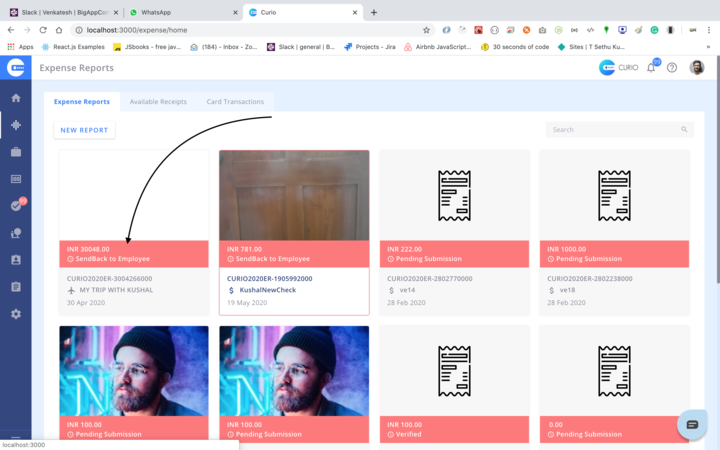 Slack | Venkatesh | BigAppCom
WhatsApp
Curio
localhost:3000/expense/home
Apps
React.js Examples
JSbooks - free jav...
(184) - Inbox - Zo...
Slack | general | B...
Projects - Jira
Airbnb JavaScript...
30 seconds of code
Sites | T Sethu Ku...
Expense Reports
CURIO
Expense Reports
Available Receipts
Card Transactions
NEW REPORT
Search
INR 30048.00
SendBack to Employee
CURIO2020ER-3004266000
MY TRIP WITH KUSHAL
30 Apr 2020
INR 781.00
SendBack to Employee
CURIO2020ER-1905992000
KushalNewCheck
19 May 2020
INR 222.00
Pending Submission
CURIO2020ER-2802770000
ve14
28 Feb 2020
INR 1000.00
Pending Submission
CURIO2020ER-2802238000
ve18
28 Feb 2020
INR 100.00
Pending Submission
INR 100.00
Pending Submission
INR 100.00
Verified
0.00
Pending Submission
localhost:3000